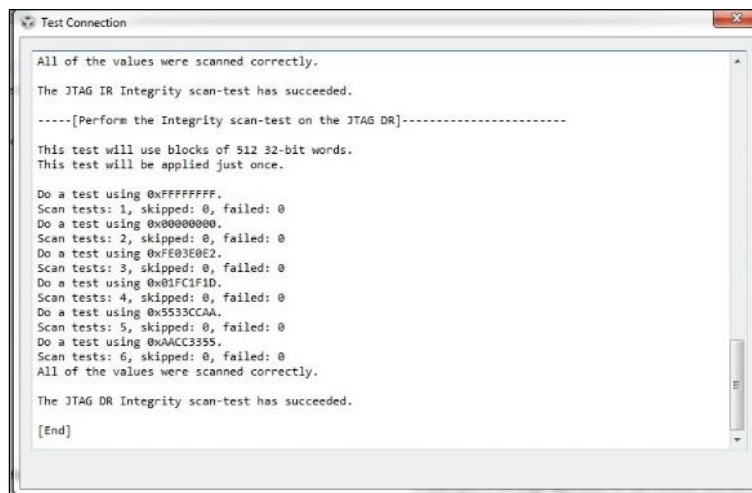 Test Connection
All of the values were scanned correctly.
The JTAG IR Integrity scan-test has succeeded.
-----[Perform the Integrity scan-test on the JTAG DR]------------------------
This test will use blocks of 512 32-bit words.
This test will be applied just once.
Do a test using 0xFFFFFFFF.
Scan tests: 1, skipped: 0, failed: 0
Do a test using 0x00000000.
Scan tests: 2, skipped: 0, failed: 0
Do a test using 0xFE03E0E2.
Scan tests: 3, skipped: 0, failed: 0
Do a test using 0x01FC1F1D.
Scan tests: 4, skipped: 0, failed: 0
Do a test using 0x5533CCAA.
Scan tests: 5, skipped: 0, failed: 0
Do a test using 0xAACC3355.
Scan tests: 6, skipped: 0, failed: 0
All of the values were scanned correctly.
The JTAG DR Integrity scan-test has succeeded.
[End]